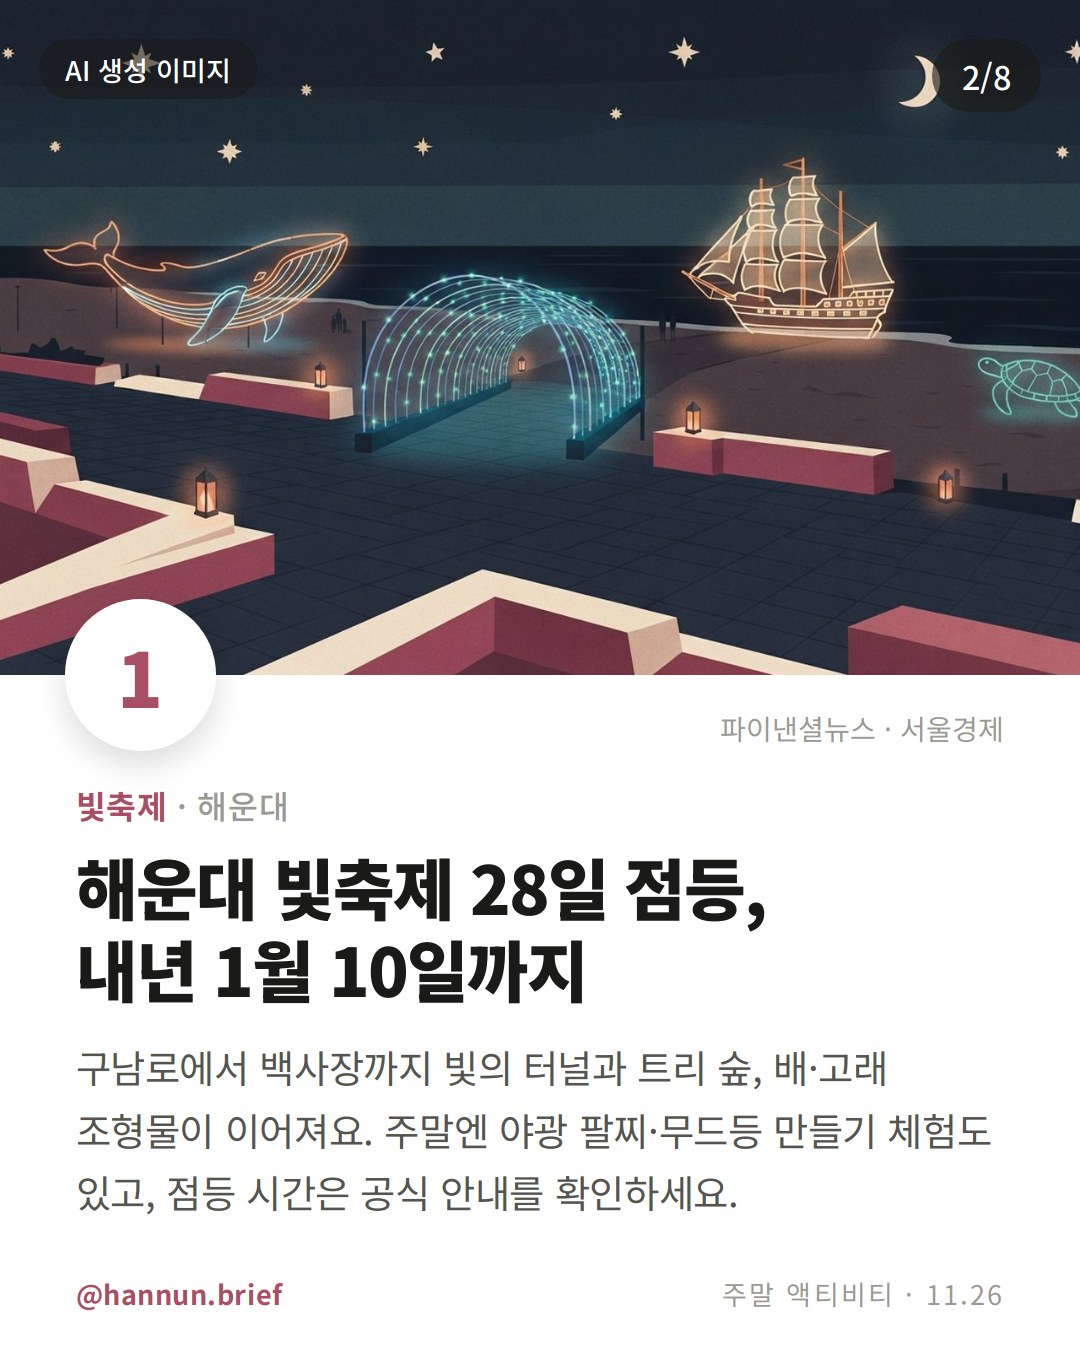 AI 생성 이미지
2/8
1
파이낸셜뉴스 · 서울경제
빛축제 · 해운대
해운대 빛축제 28일 점등,
내년 1월 10일까지
구남로에서 백사장까지 빛의 터널과 트리 숲, 배·고래
조형물이 이어져요. 주말엔 야광 팔찌·무드등 만들기 체험도
있고, 점등 시간은 공식 안내를 확인하세요.
@hannun.brief
주말 액티비티 · 11.26